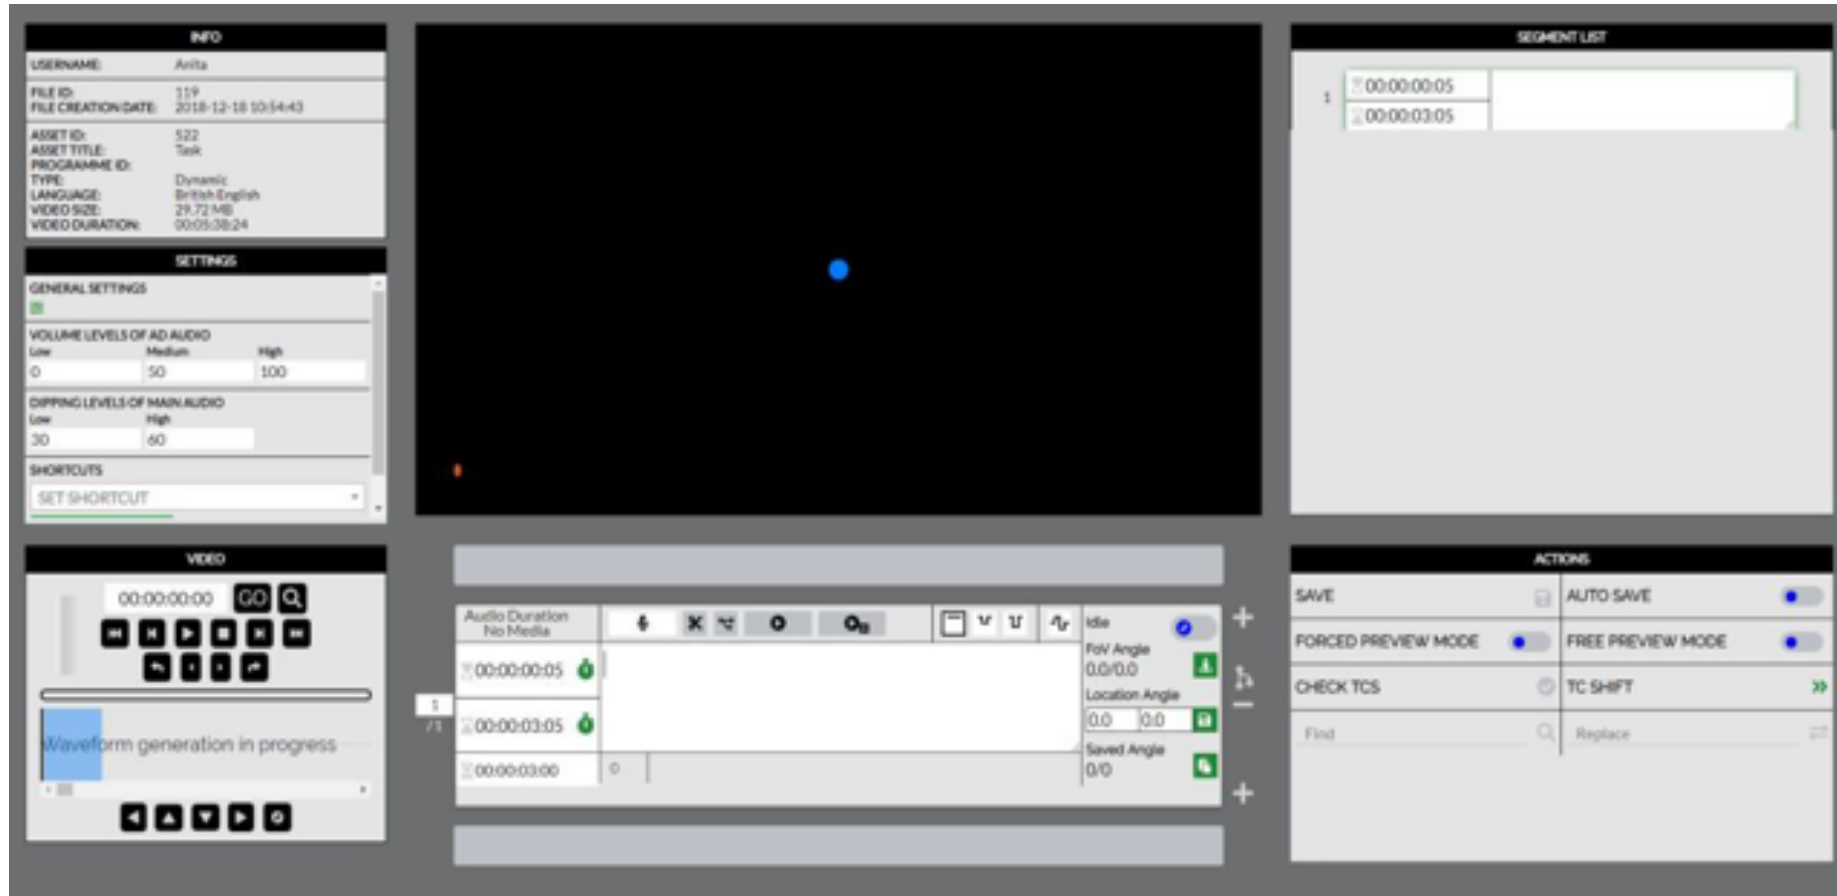 INFO
USERNAME: Anita
FILE ID: 119
FILE CREATION DATE: 2018-12-18 10:54:43
ASSET ID: 522
ASSET TITLE: Task
PROGRAMME ID:
TYPE: Dynamic
LANGUAGE: British English
VIDEO SIZE: 29.72 MB
VIDEO DURATION: 00:05:38:24
SETTINGS
GENERAL SETTINGS
VOLUME LEVELS OF AD AUDIO
Low Medium High
0 50 100
DIPPING LEVELS OF MAIN AUDIO
Low High
30 60
SHORTCUTS
SET SHORTCUT
VIDEO
00:00:00:00 GO
Waveform generation in progress
Audio Duration
No Media
00:00:00:05
00:00:03:05
00:00:03:00 0
1
/1
Idle
FoV Angle
0.0/0.0
Location Angle
0.0 0.0
Saved Angle
0/0
SEGMENT LIST
1
00:00:00:05
00:00:03:05
ACTIONS
SAVE AUTO SAVE
FORCED PREVIEW MODE FREE PREVIEW MODE
CHECK TCS TC SHIFT
Find Replace